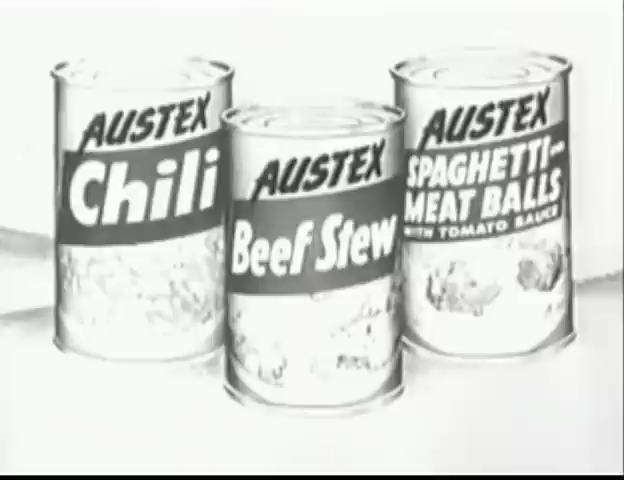 AUSTEX
Chili
AUSTEX
Beef Stew
AUSTEX
SPAGHETTI—
MEAT BALLS
WITH TOMATO SAUCE